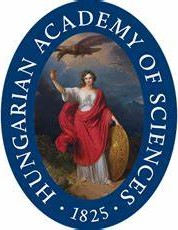 · HUNGARIAN ACADEMY OF SCIENCES ·
1825